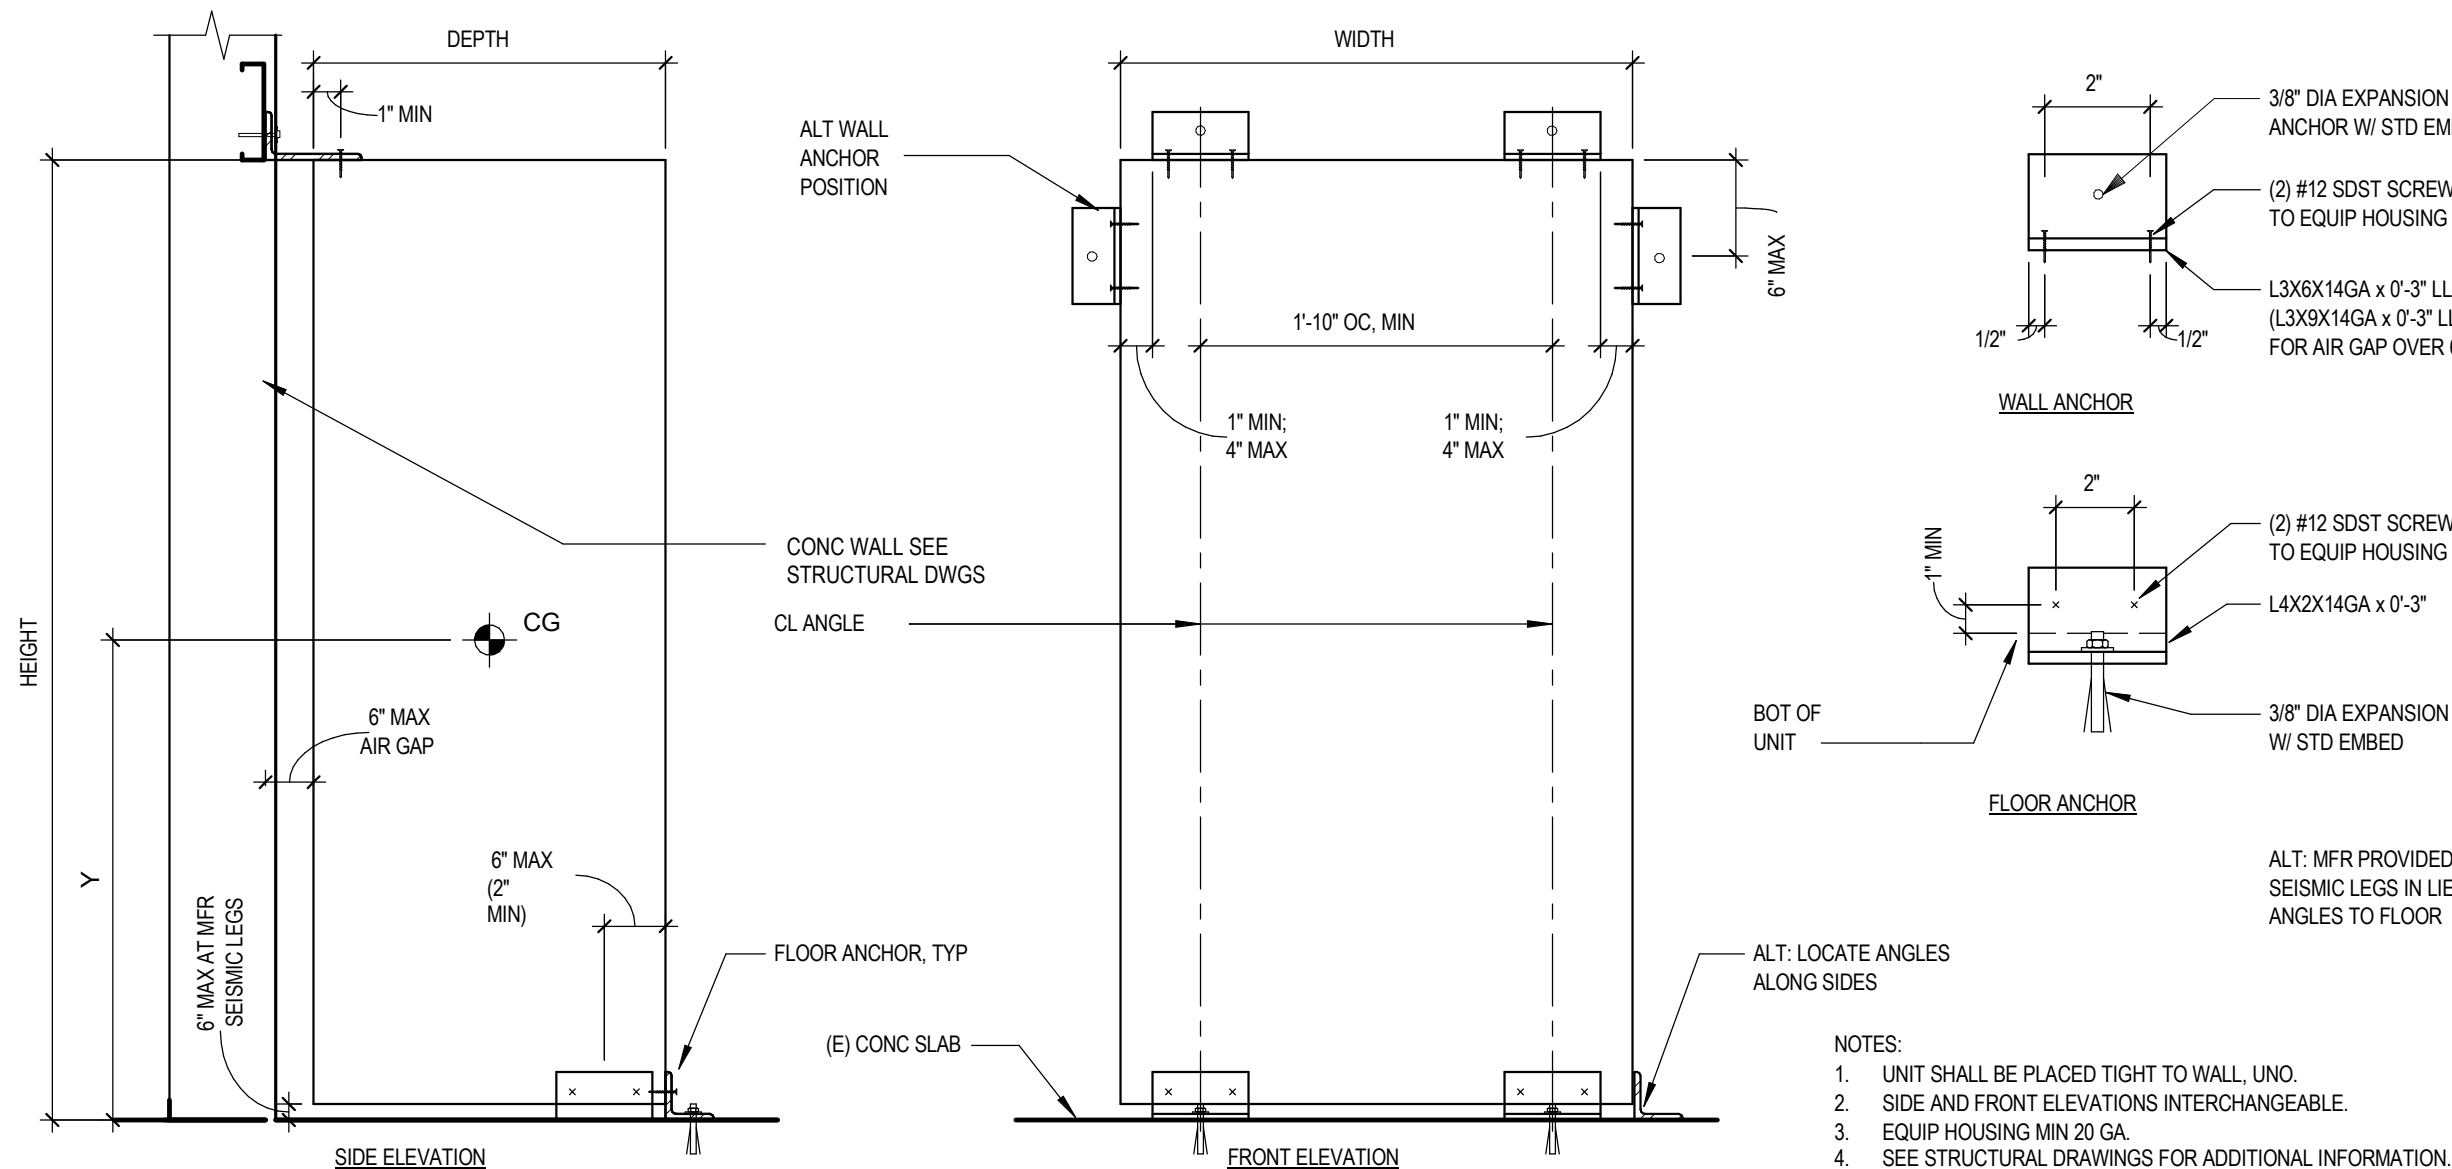 DEPTH
1" MIN
HEIGHT
Y
CG
6" MAX
AIR GAP
6" MAX
(2"
MIN)
6" MAX AT MFR
SEISMIC LEGS
SIDE ELEVATION
ALT WALL
ANCHOR
POSITION
CONC WALL SEE
STRUCTURAL DWGS
CL ANGLE
FLOOR ANCHOR, TYP
(E) CONC SLAB
WIDTH
6" MAX
1'-10" OC, MIN
1" MIN;
4" MAX
1" MIN;
4" MAX
ALT: LOCATE ANGLES
ALONG SIDES
FRONT ELEVATION
2"
3/8" DIA EXPANSION
ANCHOR W/ STD
(2) #12 SDST
TO EQUIP HOUSING
L3X6X14GA x 0'-3"
(L3X9X14GA x 0'-3"
FOR AIR GAP OVER
1/2"
1/2"
WALL ANCHOR
2"
1" MIN
(2) #12 SDST
TO EQUIP HOUSING
L4X2X14GA x 0'-3"
3/8" DIA EXPANSION
W/ STD EMBED
BOT OF
UNIT
FLOOR ANCHOR
ALT: MFR PROVIDED
SEISMIC LEGS IN
ANGLES TO FLOOR
NOTES:
1. UNIT SHALL BE PLACED TIGHT TO WALL, UNO.
2. SIDE AND FRONT ELEVATIONS INTERCHANGEABLE.
3. EQUIP HOUSING MIN 20 GA.
4. SEE STRUCTURAL DRAWINGS FOR ADDITIONAL INFORMATION.